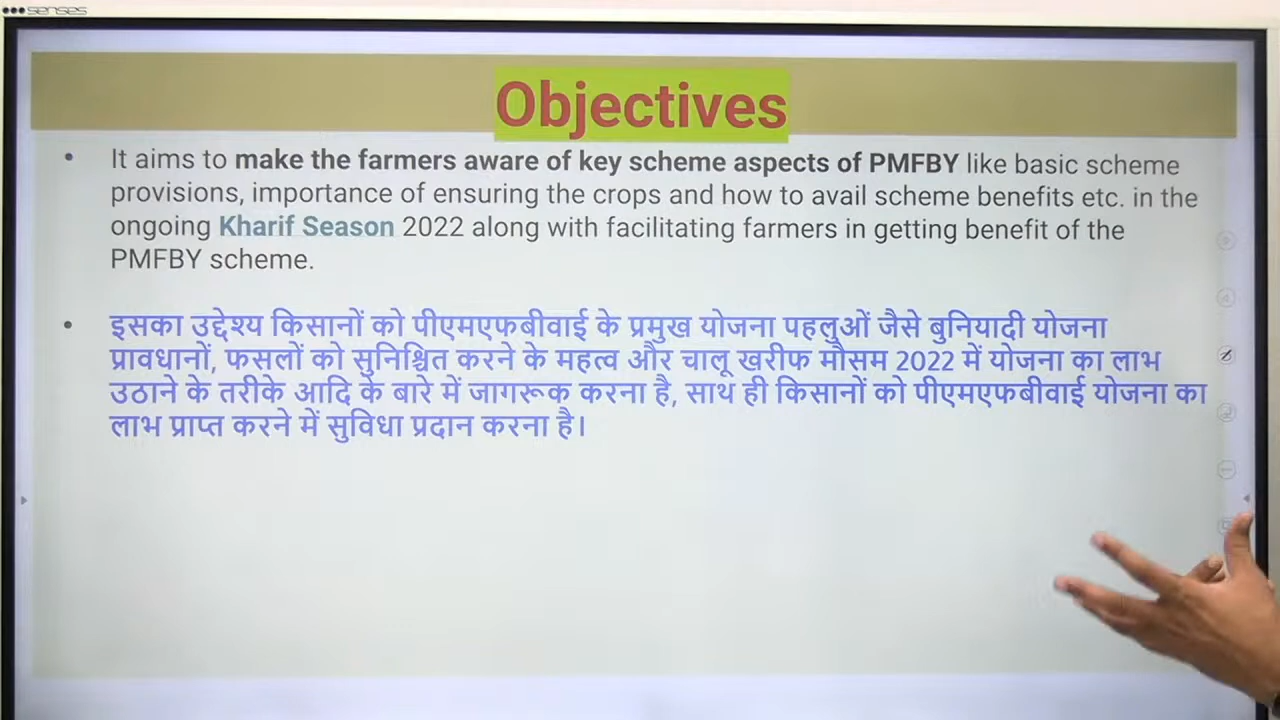 senses
Objectives
• It aims to make the farmers aware of key scheme aspects of PMFBY like basic scheme
provisions, importance of ensuring the crops and how to avail scheme benefits etc. in the
ongoing Kharif Season 2022 along with facilitating farmers in getting benefit of the
PMFBY scheme.
• इसका उद्देश्य किसानों को पीएमएफबीवाई के प्रमुख योजना पहलुओं जैसे बुनियादी योजना
प्रावधानों, फसलों को सुनिश्चित करने के महत्व और चालू खरीफ मौसम 2022 में योजना का लाभ
उठाने के तरीके आदि के बारे में जागरूक करना है, साथ ही किसानों को पीएमएफबीवाई योजना का
लाभ प्राप्त करने में सुविधा प्रदान करना है।